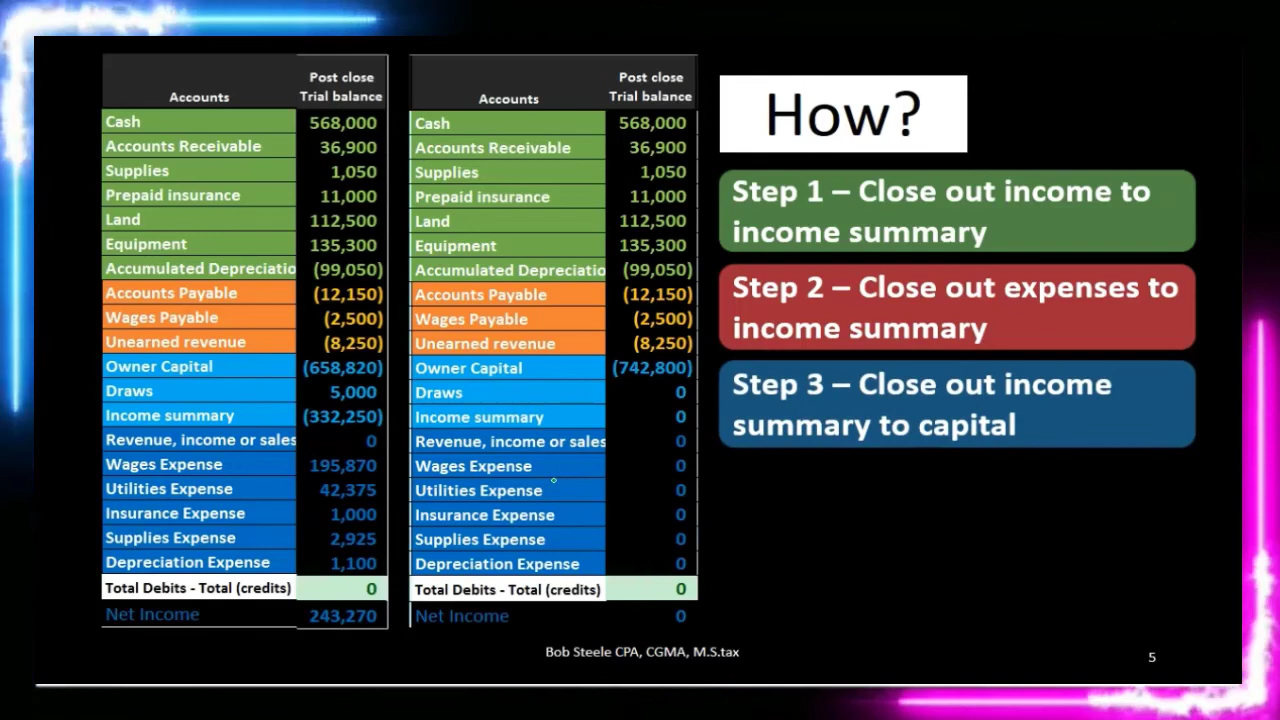 Accounts Post close Trial balance
Cash 568,000
Accounts Receivable 36,900
Supplies 1,050
Prepaid insurance 11,000
Land 112,500
Equipment 135,300
Accumulated Depreciatio (99,050)
Accounts Payable (12,150)
Wages Payable (2,500)
Unearned revenue (8,250)
Owner Capital (658,820)
Draws 5,000
Income summary (332,250)
Revenue, income or sales 0
Wages Expense 195,870
Utilities Expense 42,375
Insurance Expense 1,000
Supplies Expense 2,925
Depreciation Expense 1,100
Total Debits - Total (credits) 0
Net Income 243,270
Accounts Post close Trial balance
Cash 568,000
Accounts Receivable 36,900
Supplies 1,050
Prepaid insurance 11,000
Land 112,500
Equipment 135,300
Accumulated Depreciatio (99,050)
Accounts Payable (12,150)
Wages Payable (2,500)
Unearned revenue (8,250)
Owner Capital (742,800)
Draws 0
Income summary 0
Revenue, income or sales 0
Wages Expense 0
Utilities Expense 0
Insurance Expense 0
Supplies Expense 0
Depreciation Expense 0
Total Debits - Total (credits) 0
Net Income 0
How?
Step 1 – Close out income to
income summary
Step 2 – Close out expenses to
income summary
Step 3 – Close out income
summary to capital
Bob Steele CPA, CGMA, M.S.tax
5